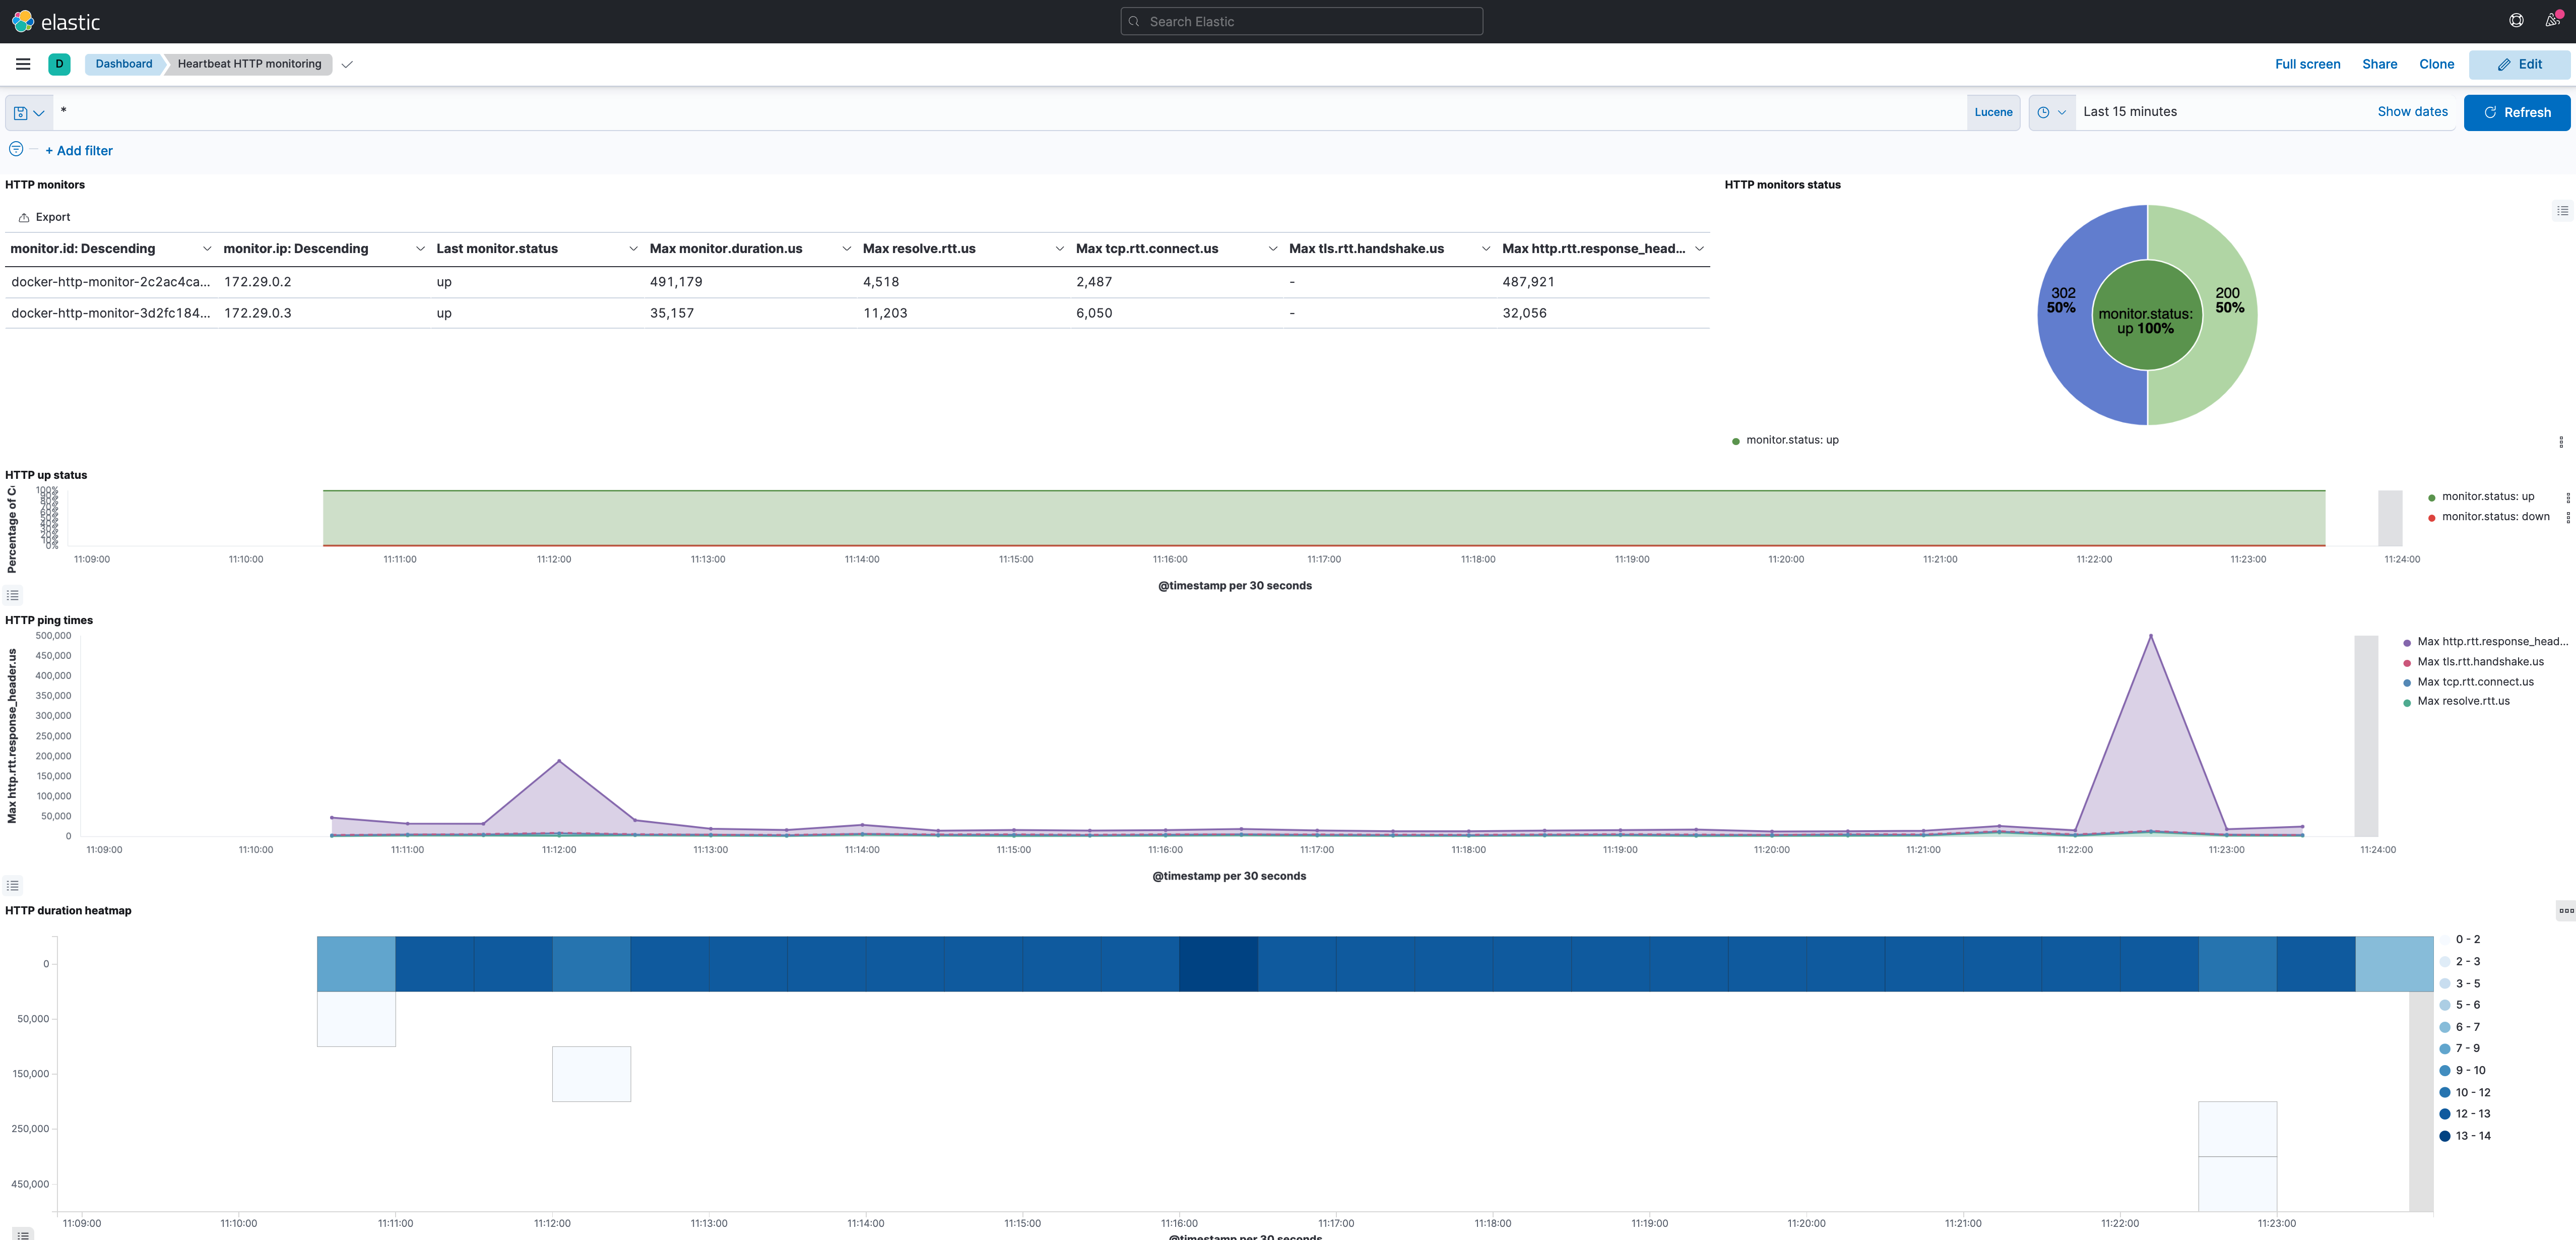 elastic
Search Elastic
D
Dashboard
Heartbeat HTTP monitoring
Full screen
Share
Clone
Edit
*
Lucene
Last 15 minutes
Show dates
Refresh
+ Add filter
HTTP monitors
Export
monitor.id: Descending
monitor.ip: Descending
Last monitor.status
Max monitor.duration.us
Max resolve.rtt.us
Max tcp.rtt.connect.us
Max tls.rtt.handshake.us
Max http.rtt.response_head...
docker-http-monitor-2c2ac4ca... 172.29.0.2 up 491,179 4,518 2,487 - 487,921
docker-http-monitor-3d2fc184... 172.29.0.3 up 35,157 11,203 6,050 - 32,056
HTTP monitors status
302
50%
monitor.status:
up 100%
200
50%
monitor.status: up
HTTP up status
Percentage of C
100%
90%
80%
70%
60%
50%
40%
30%
20%
10%
0%
11:09:00 11:10:00 11:11:00 11:12:00 11:13:00 11:14:00 11:15:00 11:16:00 11:17:00 11:18:00 11:19:00 11:20:00 11:21:00 11:22:00 11:23:00 11:24:00
@timestamp per 30 seconds
monitor.status: up
monitor.status: down
HTTP ping times
Max http.rtt.response_header.us
500,000
450,000
400,000
350,000
300,000
250,000
200,000
150,000
100,000
50,000
0
11:09:00 11:10:00 11:11:00 11:12:00 11:13:00 11:14:00 11:15:00 11:16:00 11:17:00 11:18:00 11:19:00 11:20:00 11:21:00 11:22:00 11:23:00 11:24:00
@timestamp per 30 seconds
Max http.rtt.response_head...
Max tls.rtt.handshake.us
Max tcp.rtt.connect.us
Max resolve.rtt.us
HTTP duration heatmap
0
50,000
150,000
250,000
450,000
11:09:00 11:10:00 11:11:00 11:12:00 11:13:00 11:14:00 11:15:00 11:16:00 11:17:00 11:18:00 11:19:00 11:20:00 11:21:00 11:22:00 11:23:00
@timestamp per 30 seconds
0 - 2
2 - 3
3 - 5
5 - 6
6 - 7
7 - 9
9 - 10
10 - 12
12 - 13
13 - 14